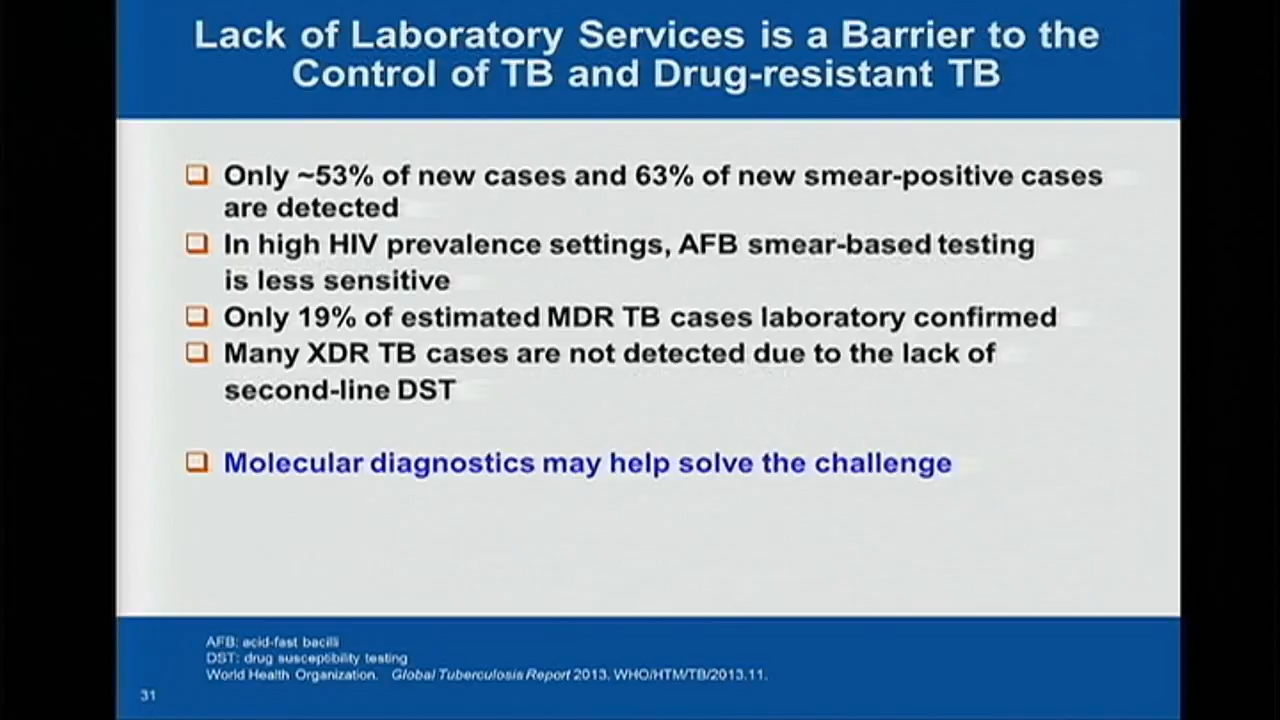 Lack of Laboratory Services is a Barrier to the
Control of TB and Drug-resistant TB
Only ~53% of new cases and 63% of new smear-positive cases
are detected
In high HIV prevalence settings, AFB smear-based testing
is less sensitive
Only 19% of estimated MDR TB cases laboratory confirmed
Many XDR TB cases are not detected due to the lack of
second-line DST
Molecular diagnostics may help solve the challenge
AFB: acid-fast bacilli
DST: drug susceptibility testing
World Health Organization. Global Tuberculosis Report 2013. WHO/HTM/TB/2013.11.
31